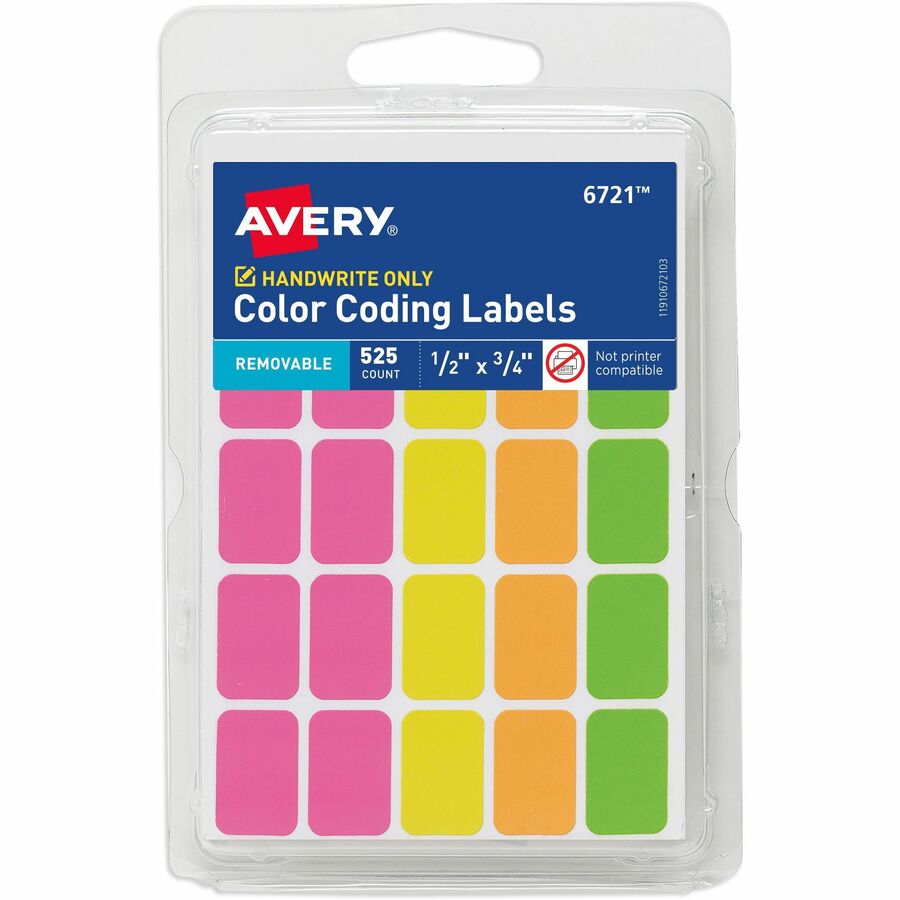 AVERY®
6721™
HANDWRITE ONLY
Color Coding Labels
11910672103
REMOVABLE
525
COUNT
1/2" x 3/4"
Not printer
compatible